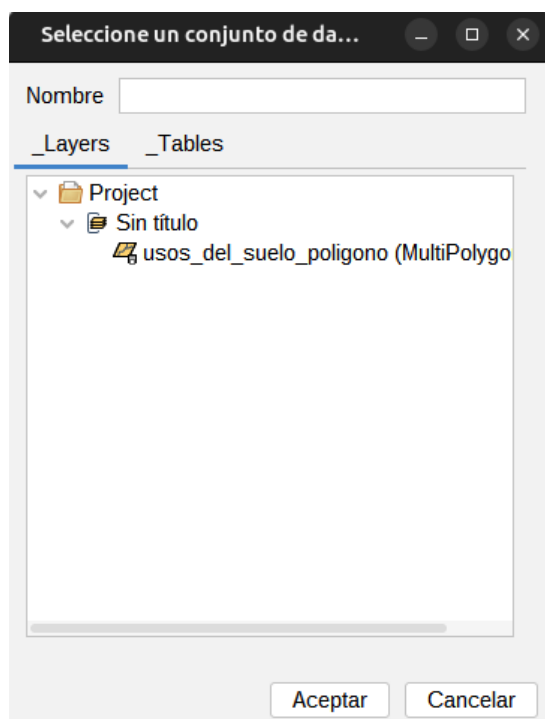 Seleccione un conjunto de da...
Nombre
_Layers _Tables
Project
Sin título
usos_del_suelo_poligono (MultiPolygo
Aceptar Cancelar